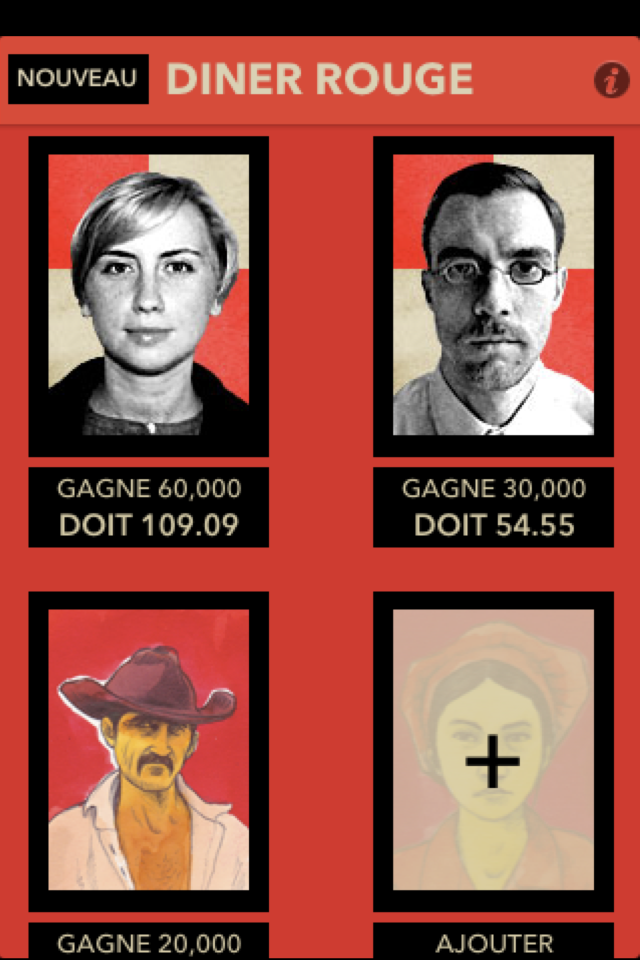 NOUVEAU DINER ROUGE i
GAGNE 60,000
DOIT 109.09
GAGNE 30,000
DOIT 54.55
+
GAGNE 20,000
AJOUTER